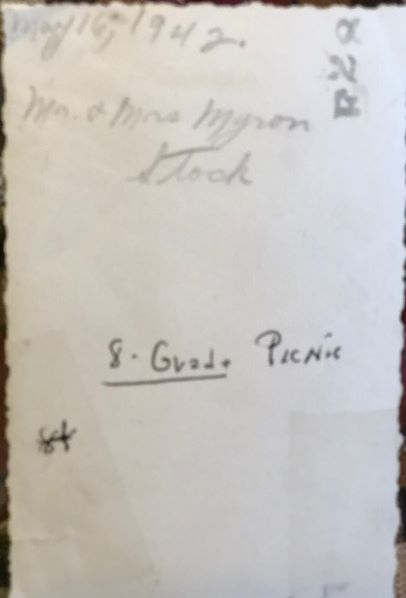 May 16, 1942.
Mr. & Mrs Myron
Stock
8. Grade Picnic